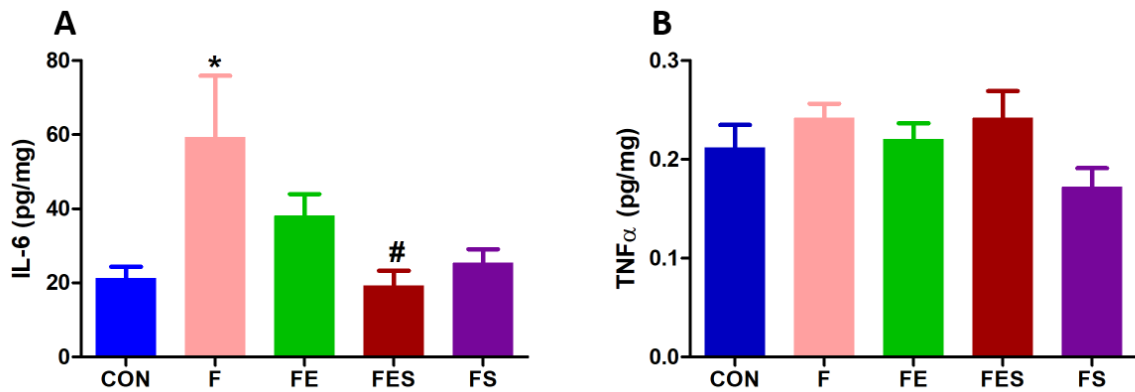 A
IL-6 (pg/mg)
80
60
40
20
0
*
#
CON F FE FES FS
B
TNFα (pg/mg)
0.3
0.2
0.1
0.0
CON F FE FES FS